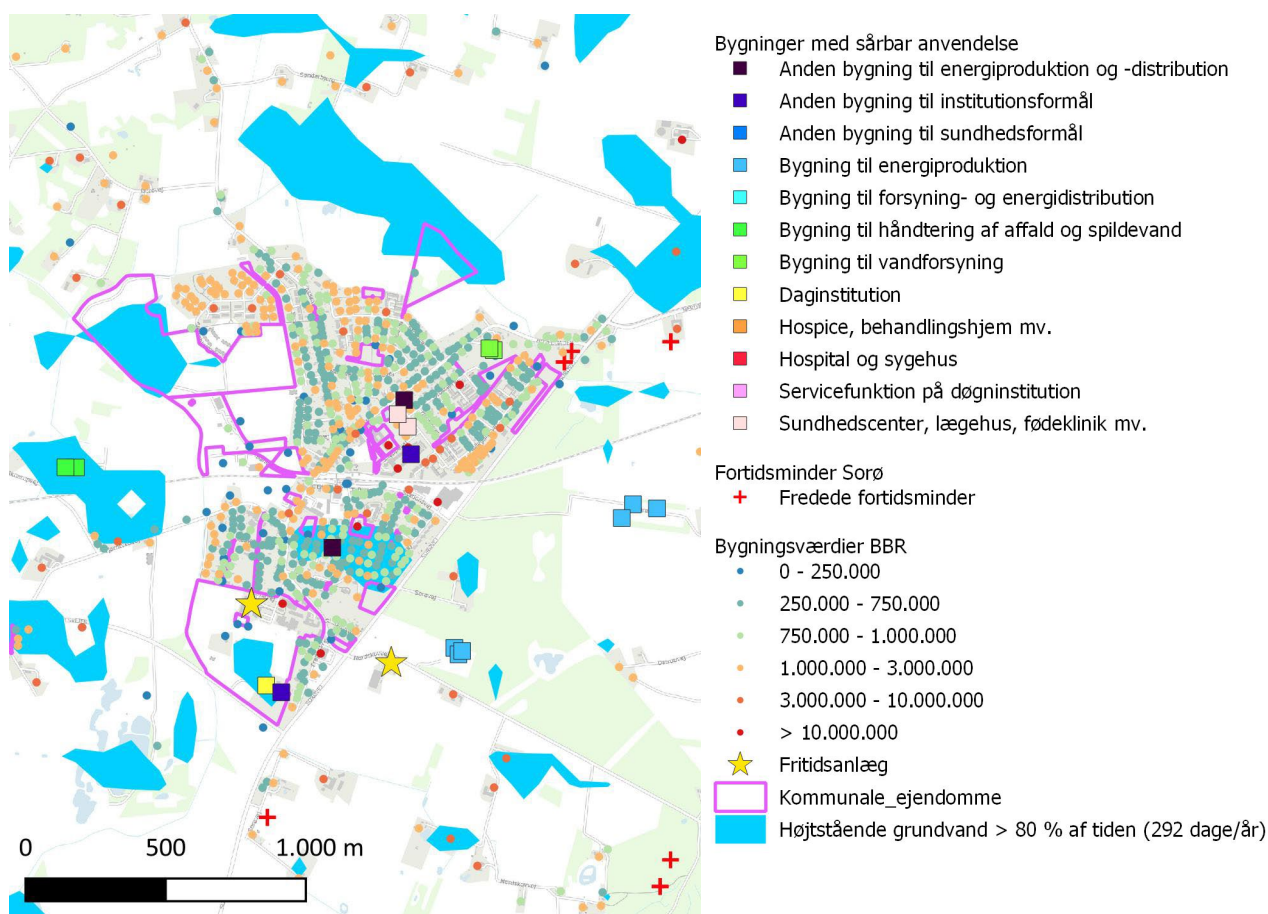 Bygninger med sårbar anvendelse
Anden bygning til energiproduktion og -distribution
Anden bygning til institutionsformål
Anden bygning til sundhedsformål
Bygning til energiproduktion
Bygning til forsyning- og energidistribution
Bygning til håndtering af affald og spildevand
Bygning til vandforsyning
Daginstitution
Hospice, behandlingshjem mv.
Hospital og sygehus
Servicefunktion på døgninstitution
Sundhedscenter, lægehus, fødeklinik mv.
Fortidsminder Sorø
Fredede fortidsminder
Bygningsværdier BBR
0 - 250.000
250.000 - 750.000
750.000 - 1.000.000
1.000.000 - 3.000.000
3.000.000 - 10.000.000
> 10.000.000
Fritidsanlæg
Kommunale_ejendomme
Højtstående grundvand > 80 % af tiden (292 dage/år)
0 500 1.000 m